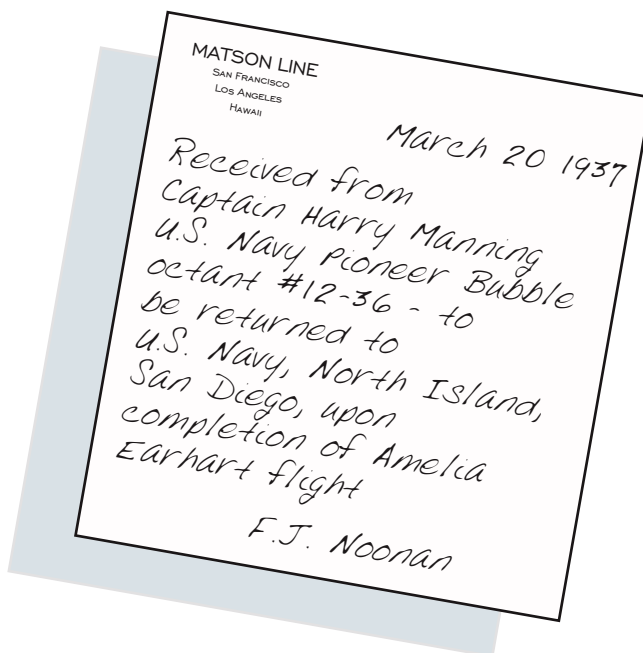 MATSON LINE
SAN FRANCISCO
LOS ANGELES
HAWAII
March 20 1937
Received from
Captain Harry Manning
U.S. Navy Pioneer Bubble
octant #12-36 - to
be returned to
U.S. Navy, North Island,
San Diego, upon
completion of Amelia
Earhart flight
F.J. Noonan